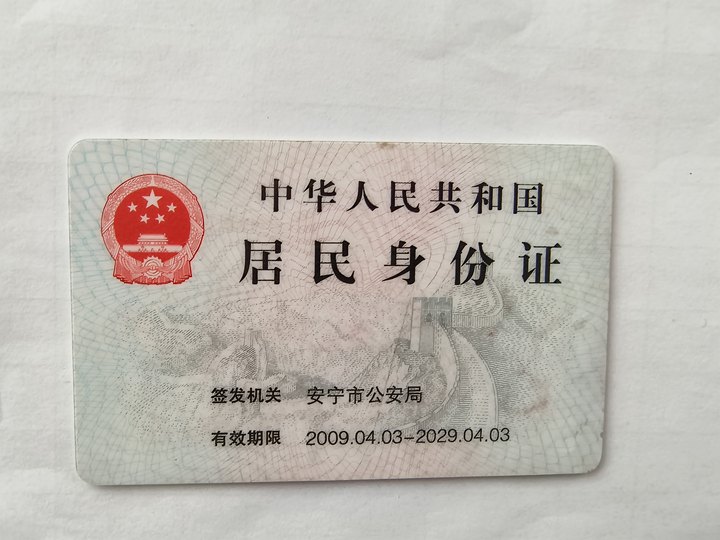 中华人民共和国
居民身份证
签发机关 安宁市公安局
有效期限 2009.04.03-2029.04.03